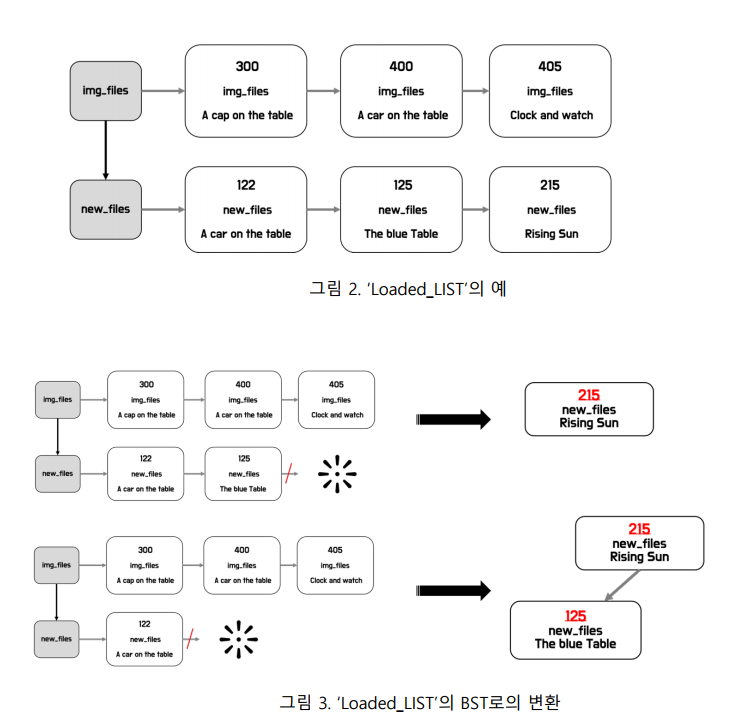 300
img_files
A cap on the table
400
img_files
A car on the table
405
img_files
Clock and watch
img_files
122
new_files
A car on the table
125
new_files
The blue Table
215
new_files
Rising Sun
new_files
그림 2. ‘Loaded_LIST’의 예
img_files
300
img_files
A cap on the table
400
img_files
A car on the table
405
img_files
Clock and watch
215
new_files
Rising Sun
new_files
122
new_files
A car on the table
125
new_files
The blue Table
img_files
300
img_files
A cap on the table
400
img_files
A car on the table
405
img_files
Clock and watch
215
new_files
Rising Sun
new_files
122
new_files
A car on the table
125
new_files
The blue Table
그림 3. ‘Loaded_LIST’의 BST로의 변환